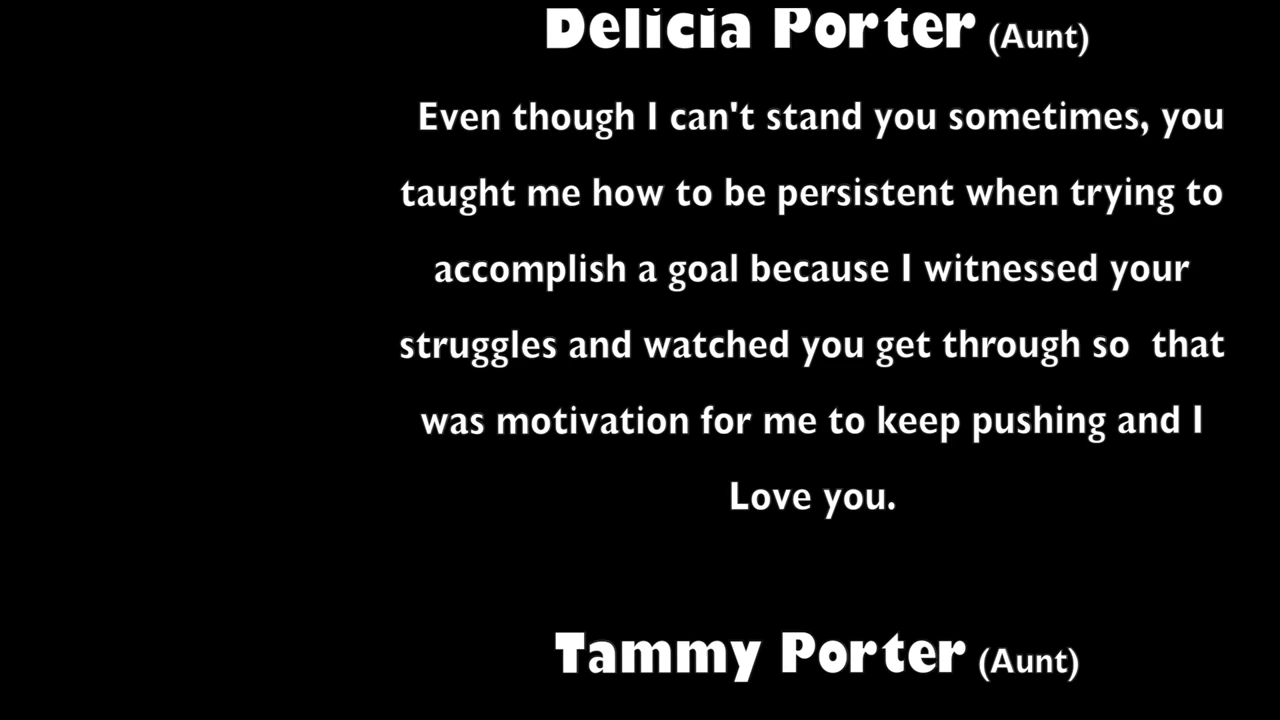 Delicia Porter (Aunt)
Even though I can't stand you sometimes, you
taught me how to be persistent when trying to
accomplish a goal because I witnessed your
struggles and watched you get through so  that
was motivation for me to keep pushing and I
Love you.
Tammy Porter (Aunt)